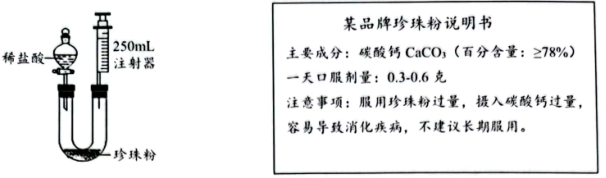 稀盐酸
250mL
注射器
珍珠粉
某品牌珍珠粉说明书
主要成分：碳酸钙 CaCO₃（百分含量：≥78%）
一天口服剂量：0.3-0.6 克
注意事项：服用珍珠粉过量，摄入碳酸钙过量，
容易导致消化疾病，不建议长期服用。